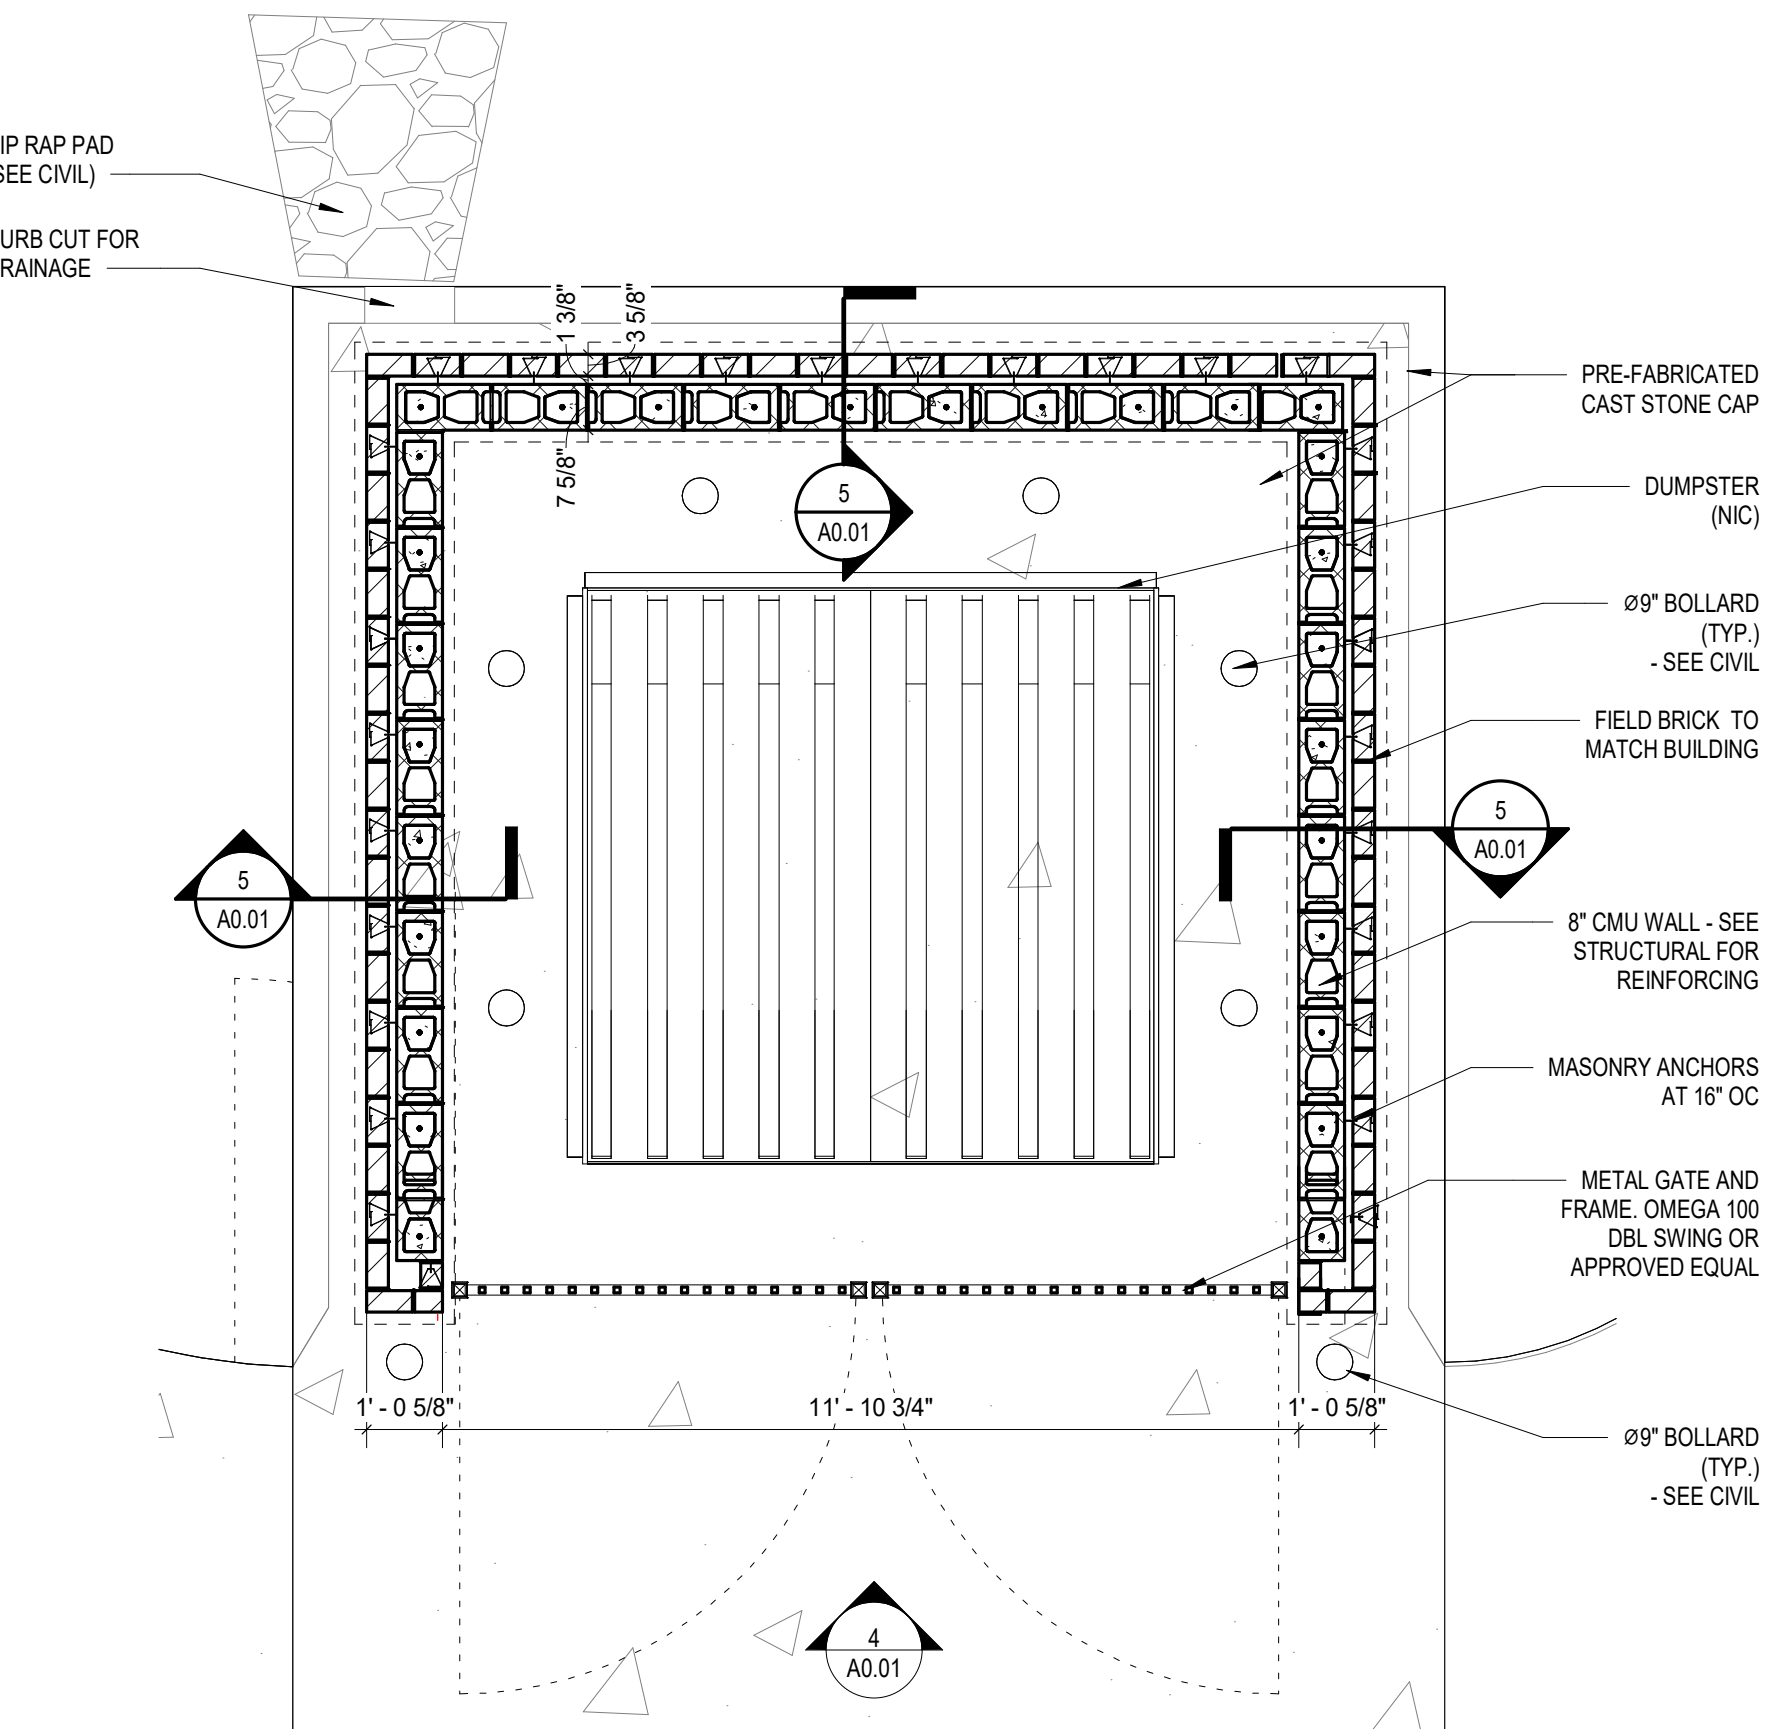 IP RAP PAD
SEE CIVIL)
URB CUT FOR
RAINAGE
1 3/8"
3 5/8"
7 5/8"
5
A0.01
5
A0.01
5
A0.01
4
A0.01
1' - 0 5/8"
11' - 10 3/4"
1' - 0 5/8"
PRE-FABRICATED
CAST STONE CAP
DUMPSTER
(NIC)
Ø9" BOLLARD
(TYP.)
- SEE CIVIL
FIELD BRICK TO
MATCH BUILDING
8" CMU WALL - SEE
STRUCTURAL FOR
REINFORCING
MASONRY ANCHORS
AT 16" OC
METAL GATE AND
FRAME. OMEGA 100
DBL SWING OR
APPROVED EQUAL
Ø9" BOLLARD
(TYP.)
- SEE CIVIL